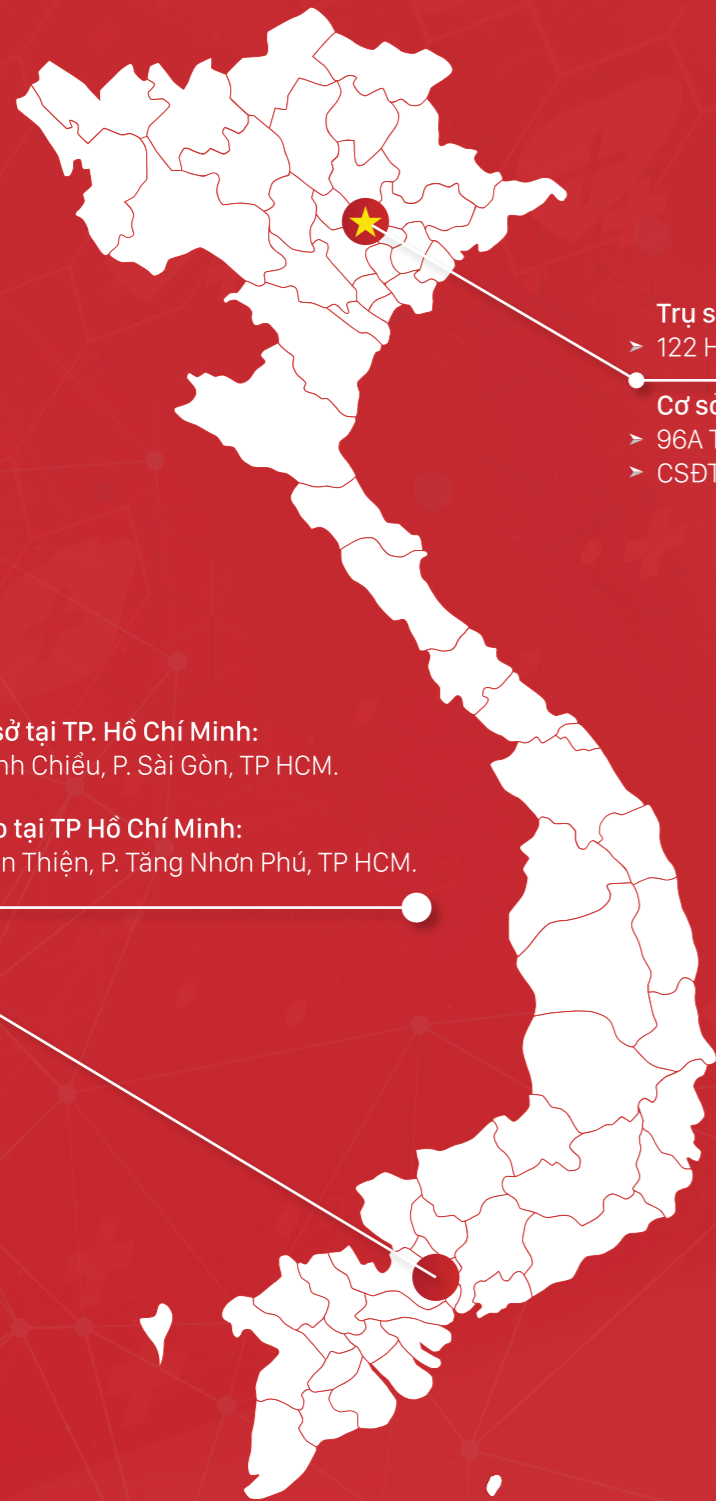 Trụ s
➤ 122 H
Cơ sở
➤ 96A T
➤ CSĐT
sở tại TP. Hồ Chí Minh:
nh Chiểu, P. Sài Gòn, TP HCM.
o tại TP Hồ Chí Minh:
n Thiện, P. Tăng Nhơn Phú, TP HCM.